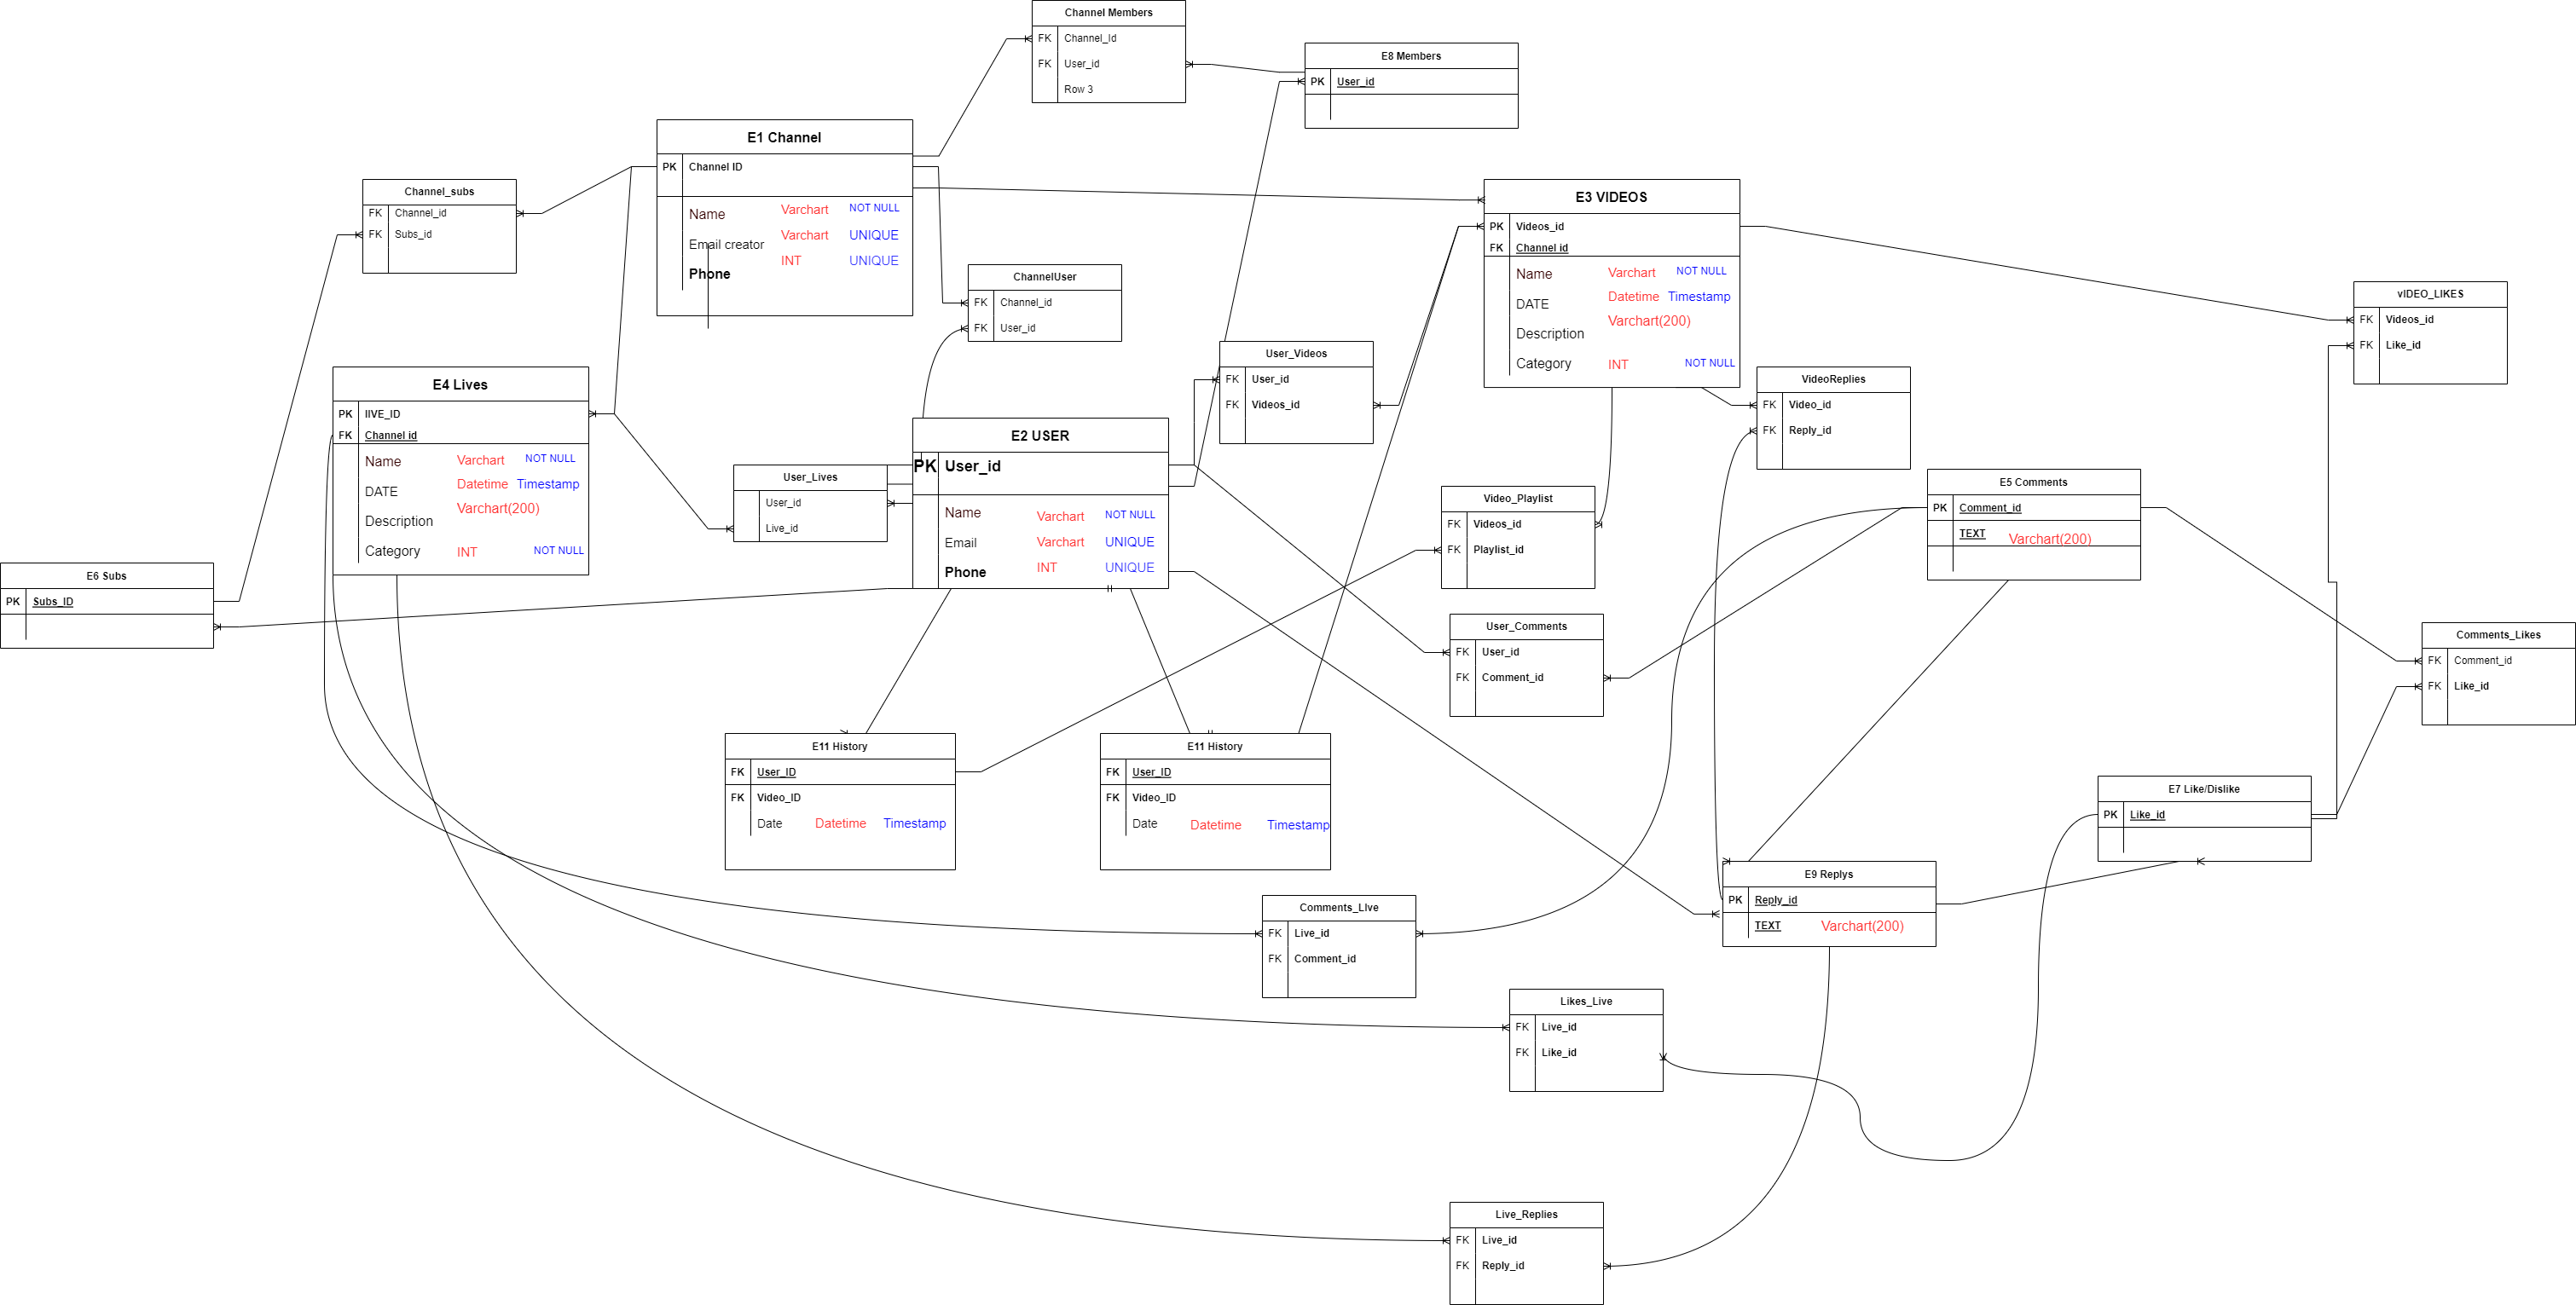 Channel Members
FK Channel_Id
FK User_id
Row 3
E8 Members
PK User_id
E1 Channel
PK Channel ID
Name Varchart NOT NULL
Email creator Varchart UNIQUE
Phone INT UNIQUE
Channel_subs
FK Channel_id
FK Subs_id
E3 VIDEOS
PK Videos_id
FK Channel id
Name Varchart NOT NULL
DATE Datetime Timestamp
Description Varchart(200)
Category INT NOT NULL
ChannelUser
FK Channel_id
FK User_id
vIDEO_LIKES
FK Videos_id
FK Like_id
User_Videos
FK User_id
FK Videos_id
E4 Lives
PK lIVE_ID
FK Channel id
Name Varchart NOT NULL
DATE Datetime Timestamp
Description Varchart(200)
Category INT NOT NULL
VideoReplies
FK Video_id
FK Reply_id
E2 USER
PK User_id
Name Varchart NOT NULL
Email Varchart UNIQUE
Phone INT UNIQUE
User_Lives
User_id
Live_id
Video_Playlist
FK Videos_id
FK Playlist_id
E5 Comments
PK Comment_id
TEXT Varchart(200)
E6 Subs
PK Subs_ID
User_Comments
FK User_id
FK Comment_id
Comments_Likes
FK Comment_id
FK Like_id
E11 History
FK User_ID
FK Video_ID
Date Datetime Timestamp
E11 History
FK User_ID
FK Video_ID
Date Datetime Timestamp
E7 Like/Dislike
PK Like_id
E9 Replys
PK Reply_id
TEXT Varchart(200)
Comments_LIve
FK Live_id
FK Comment_id
Likes_Live
FK Live_id
FK Like_id
Live_Replies
FK Live_id
FK Reply_id